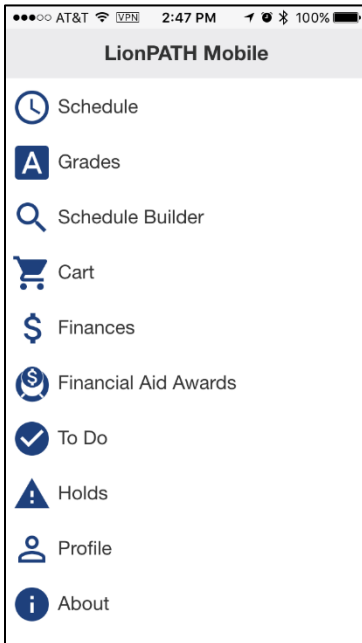 AT&T VPN 2:47 PM 100%
LionPATH Mobile
Schedule
A Grades
Schedule Builder
Cart
$ Finances
$ Financial Aid Awards
To Do
Holds
Profile
i About